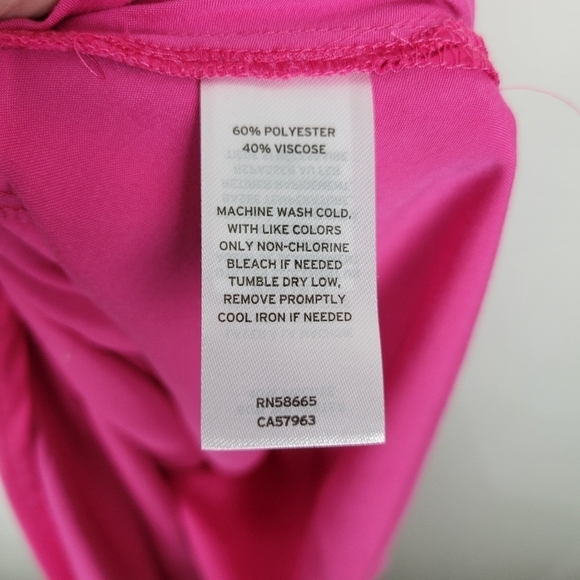 60% POLYESTER
40% VISCOSE
MACHINE WASH COLD,
WITH LIKE COLORS
ONLY NON-CHLORINE
BLEACH IF NEEDED
TUMBLE DRY LOW,
REMOVE PROMPTLY
COOL IRON IF NEEDED
RN58665
CA57963